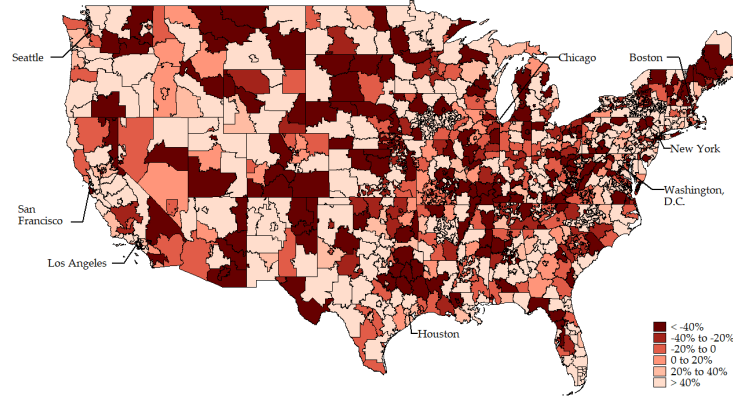 Seattle
Chicago
Boston
New York
Washington,
D.C.
San
Francisco
Los Angeles
Houston
< -40%
-40% to -20%
-20% to 0
0 to 20%
20% to 40%
> 40%